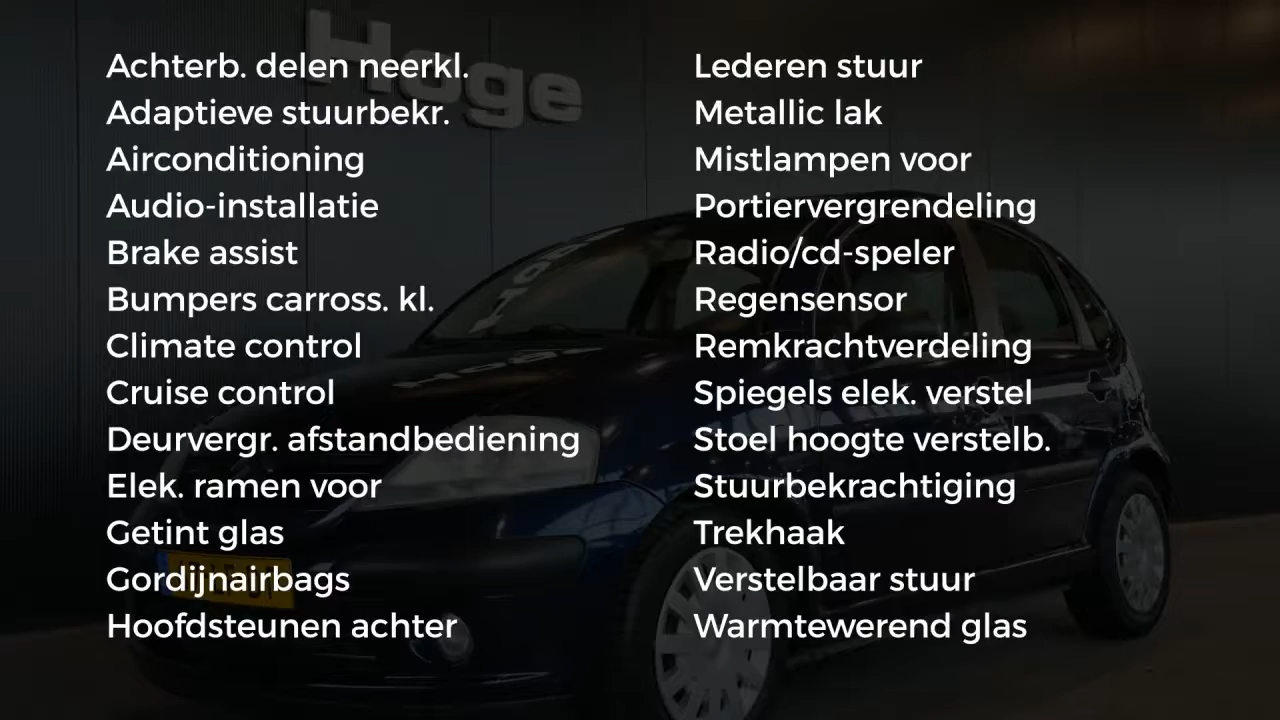 Hoge
Achterb. delen neerkl.
Adaptieve stuurbekr.
Airconditioning
Audio-installatie
Brake assist
Bumpers carross. kl.
Climate control
Cruise control
Deurvergr. afstandbediening
Elek. ramen voor
Getint glas
Gordijnairbags
Hoofdsteunen achter
Lederen stuur
Metallic lak
Mistlampen voor
Portiervergrendeling
Radio/cd-speler
Regensensor
Remkrachtverdeling
Spiegels elek. verstel
Stoel hoogte verstelb.
Stuurbekrachtiging
Trekhaak
Verstelbaar stuur
Warmtewerend glas